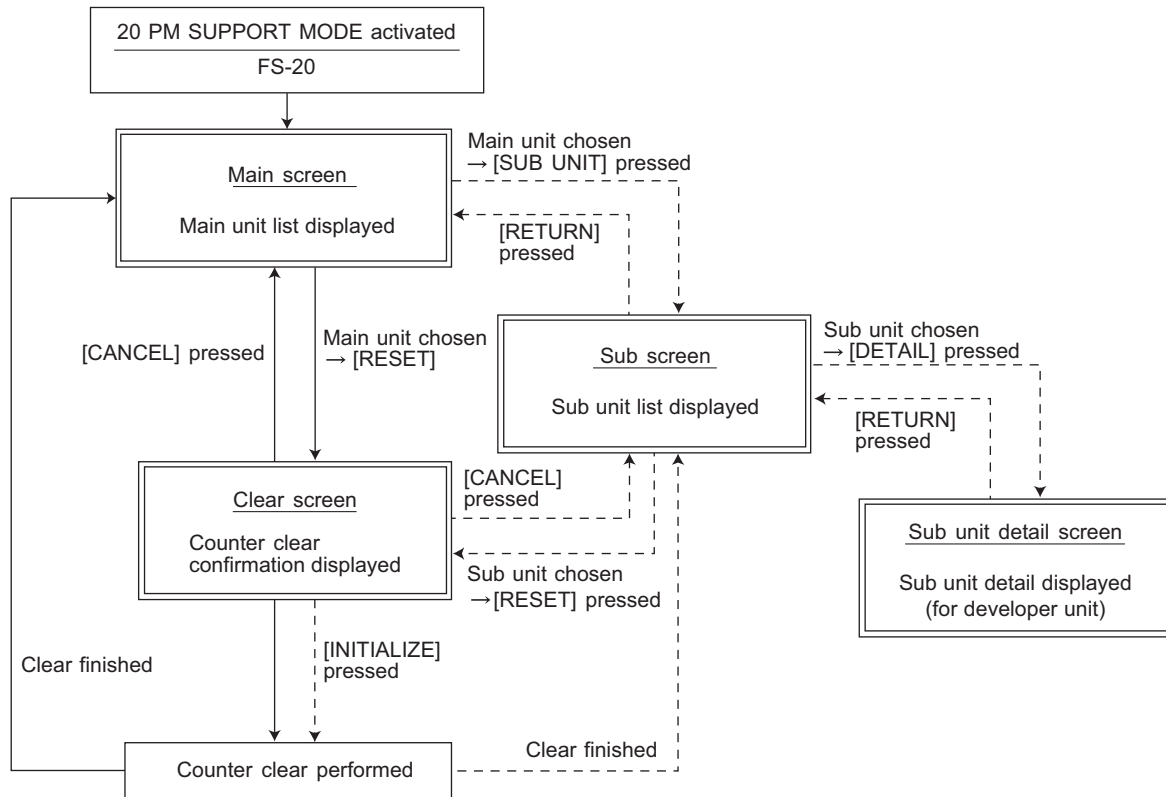 20 PM SUPPORT MODE activated
FS-20
Main screen
Main unit list displayed
Main unit chosen
→ [SUB UNIT] pressed
[RETURN]
pressed
[CANCEL] pressed
Main unit chosen
→ [RESET]
Sub screen
Sub unit list displayed
Sub unit chosen
→ [DETAIL] pressed
[RETURN]
pressed
Clear screen
Counter clear
confirmation displayed
[CANCEL]
pressed
Sub unit chosen
→[RESET] pressed
Sub unit detail screen
Sub unit detail displayed
(for developer unit)
[INITIALIZE]
pressed
Clear finished
Clear finished
Counter clear performed